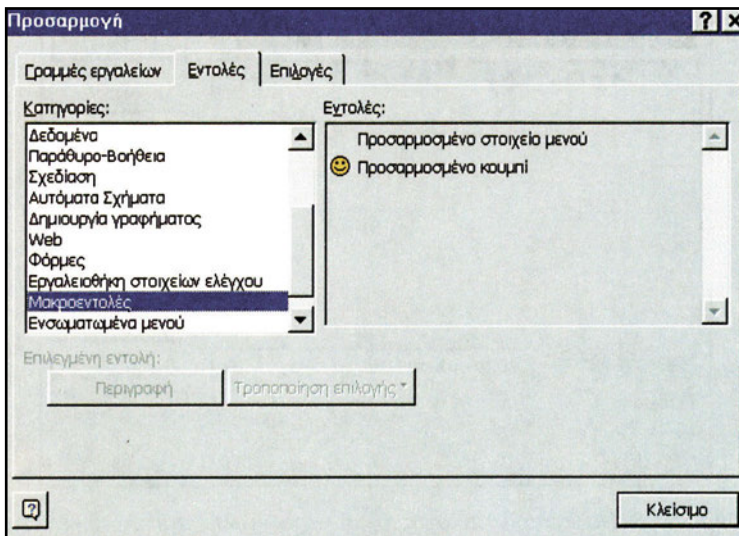 Προσαρμογή
Γραμμές εργαλείων Εντολές Επιλογές
Κατηγορίες:
Δεδομένα
Παράθυρο-Βοήθεια
Σχεδίαση
Αυτόματα Σχήματα
Δημιουργία γραφήματος
Web
Φόρμες
Εργαλειοθήκη στοιχείων ελέγχου
Μακροεντολές
Ενσωματωμένα μενού
Εντολές:
Προσαρμοσμένο στοιχείο μενού
Προσαρμοσμένο κουμπί
Επιλεγμένη εντολή:
Περιγραφή Τροποποίηση επιλογής
Κλείσιμο